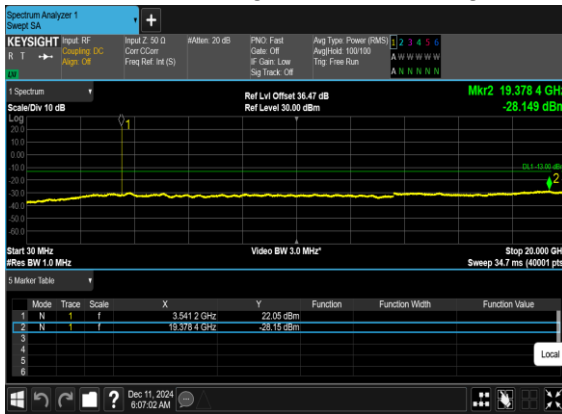 Spectrum Analyzer 1
Swept SA
KEYSIGHT Input: RF Input Z: 50 Ω #Atten: 20 dB PNO: Fast Avg Type: Power (RMS) 1 2 3 4 5 6
R T Coupling: DC Corr CCorr Gate: Off Avg|Hold: 100/100 A W W W W W
Align: Off Freq Ref: Int (S) IF Gain: Low Trig: Free Run
Sig Track: Off A N N N N N
1 Spectrum Ref Lvl Offset 36.47 dB Mkr2 19.378 4 GHz
Scale/Div 10 dB Ref Level 30.00 dBm -28.149 dBm
Log
20.0 1
10.0
0.00
-10.0 DL1 -13.00 dB
-20.0 2
-30.0
-40.0
-50.0
-60.0
Start 30 MHz Video BW 3.0 MHz* Stop 20.000 GH
#Res BW 1.0 MHz Sweep 34.7 ms (40001 pts
5 Marker Table
Mode Trace Scale X Y Function Function Width Function Value
1 N 1 f 3.541 2 GHz 22.05 dBm
2 N 1 f 19.378 4 GHz -28.15 dBm
3
4
5 Local
6
? Dec 11, 2024
6:07:02 AM